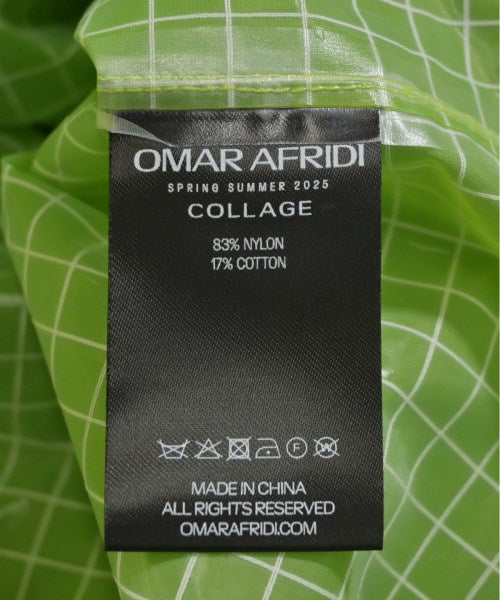 OMAR AFRIDI
SPRING SUMMER 2025
COLLAGE
83% NYLON
17% COTTON
F W
MADE IN CHINA
ALL RIGHTS RESERVED
OMARAFRIDI.COM